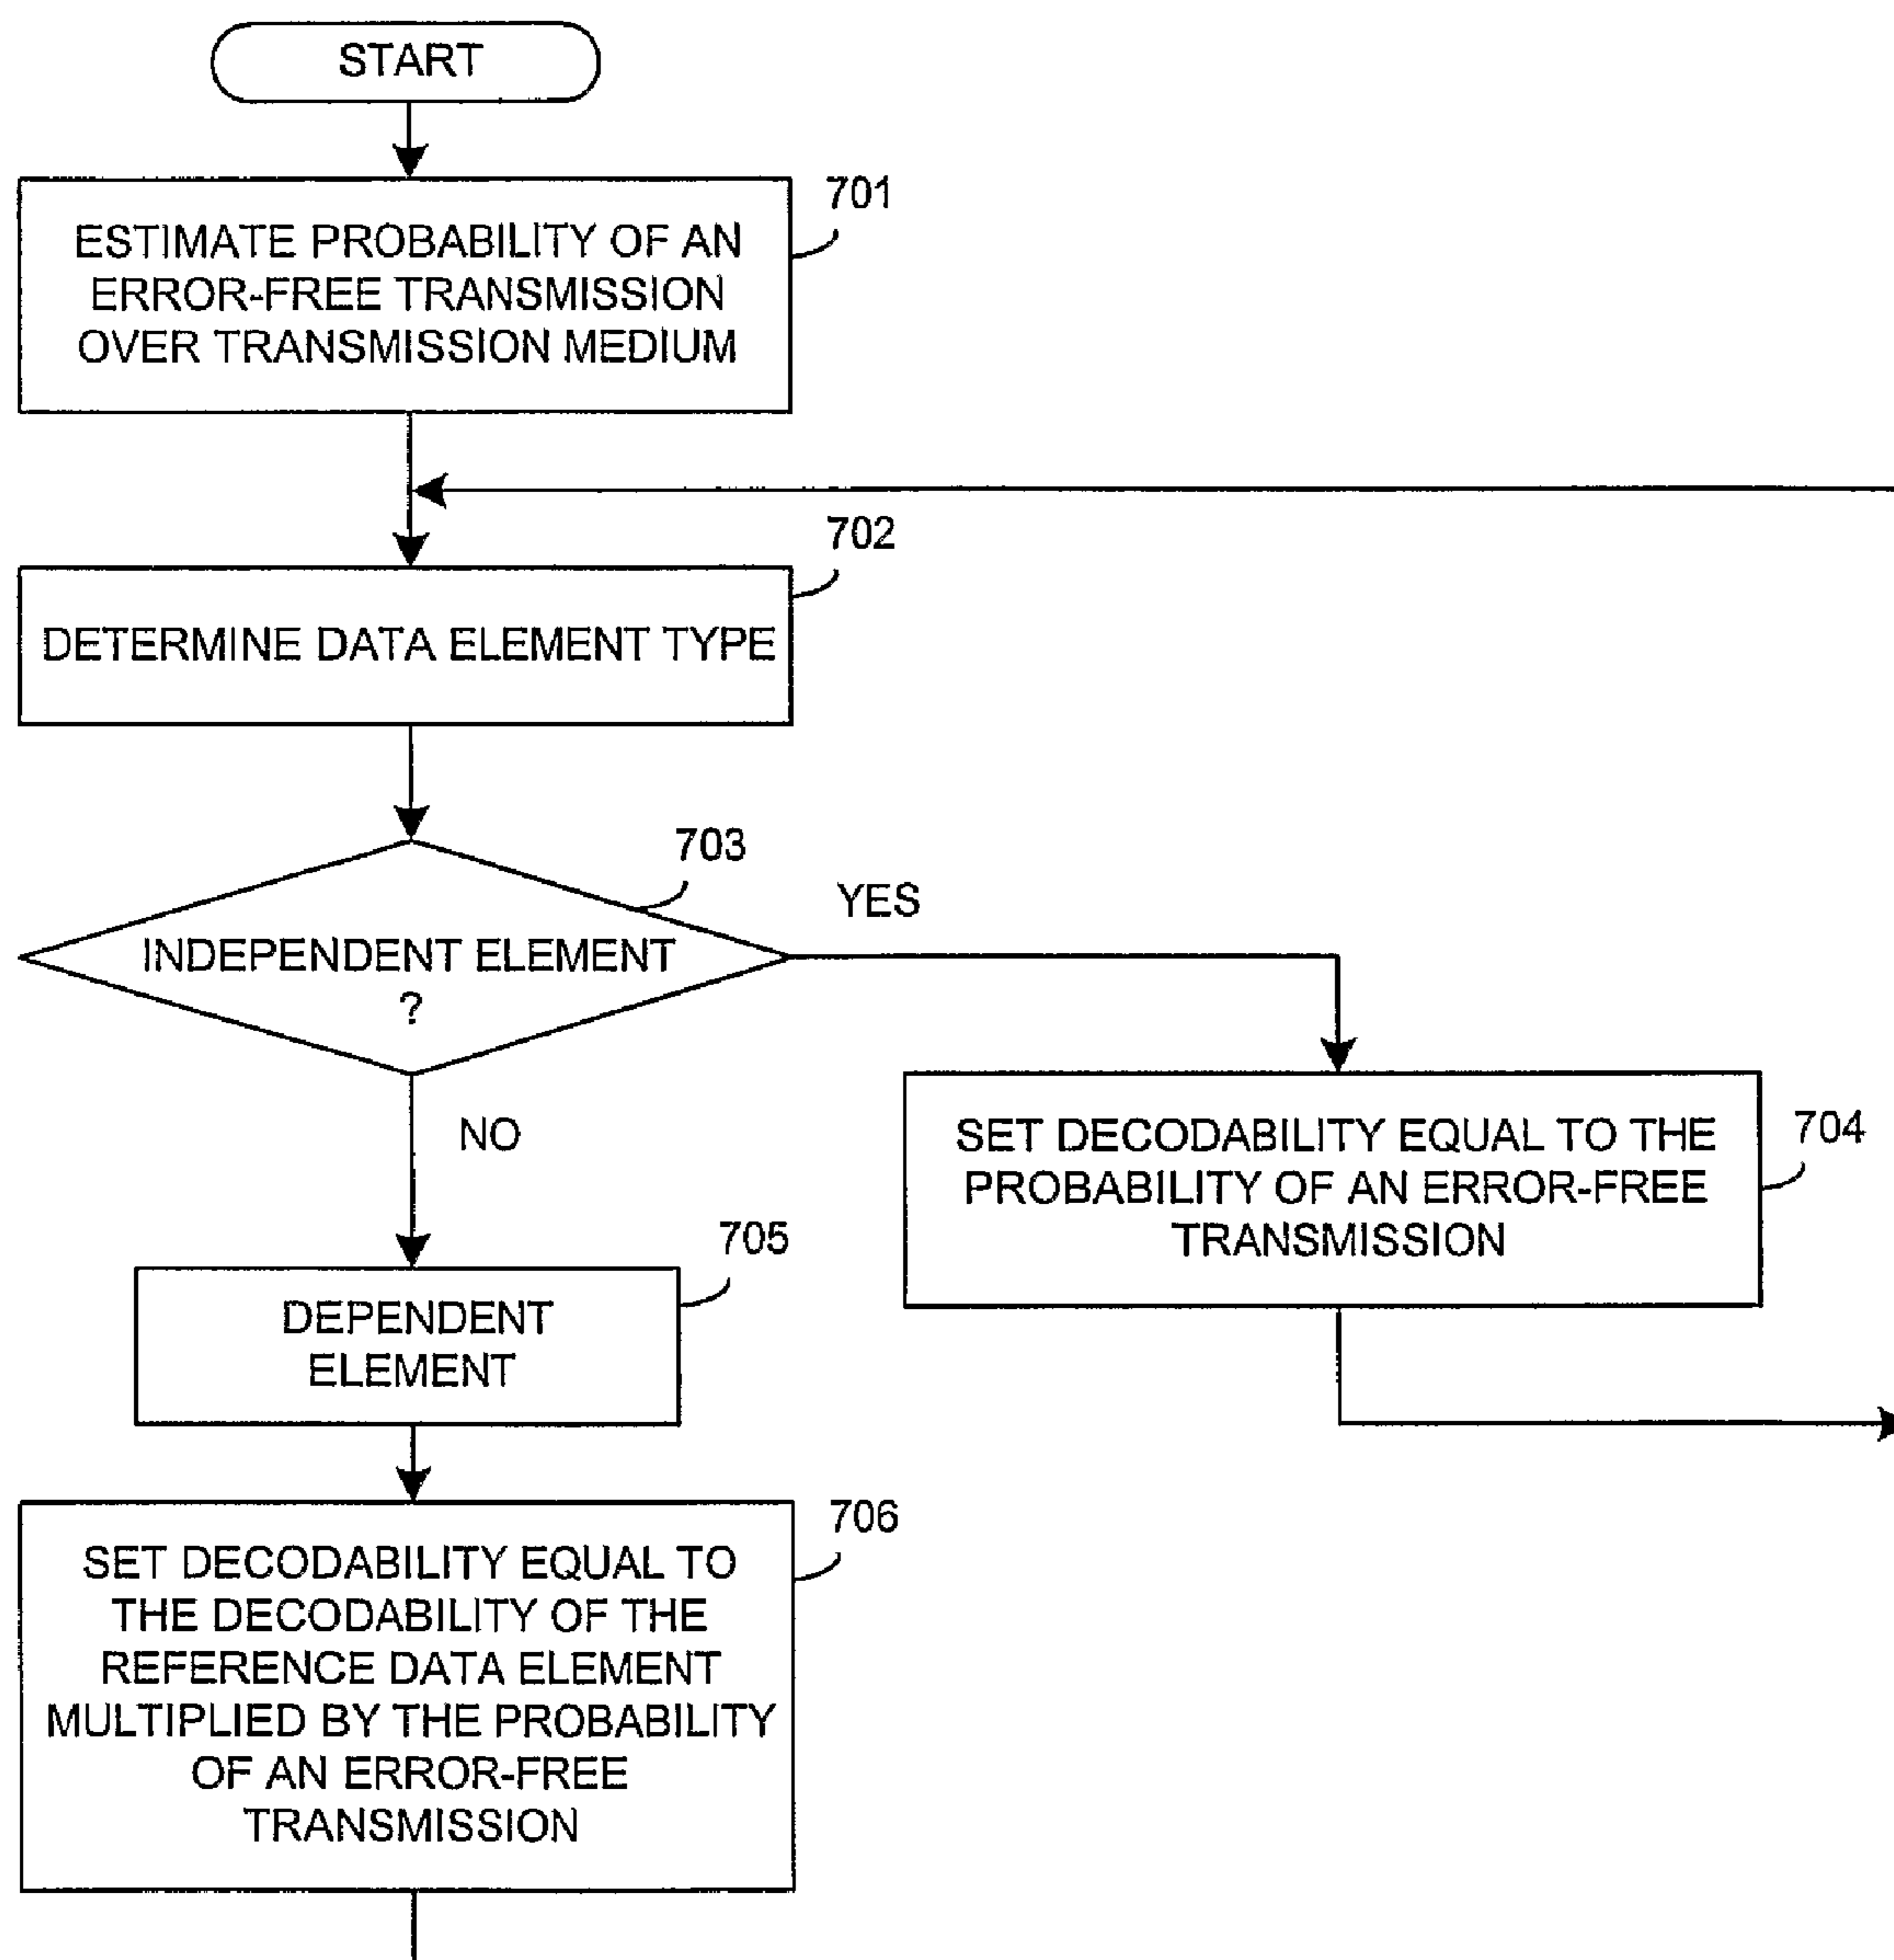 START
701
ESTIMATE PROBABILITY OF AN
ERROR-FREE TRANSMISSION
OVER TRANSMISSION MEDIUM
702
DETERMINE DATA ELEMENT TYPE
703
INDEPENDENT ELEMENT
?
YES
NO
704
SET DECODABILITY EQUAL TO THE
PROBABILITY OF AN ERROR-FREE
TRANSMISSION
705
DEPENDENT
ELEMENT
706
SET DECODABILITY EQUAL TO
THE DECODABILITY OF THE
REFERENCE DATA ELEMENT
MULTIPLIED BY THE PROBABILITY
OF AN ERROR-FREE
TRANSMISSION